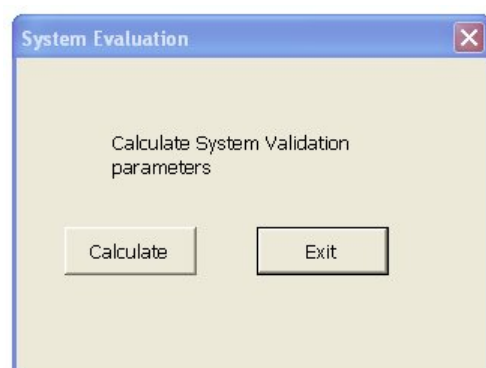 System Evaluation
Calculate System Validation
parameters
Calculate
Exit